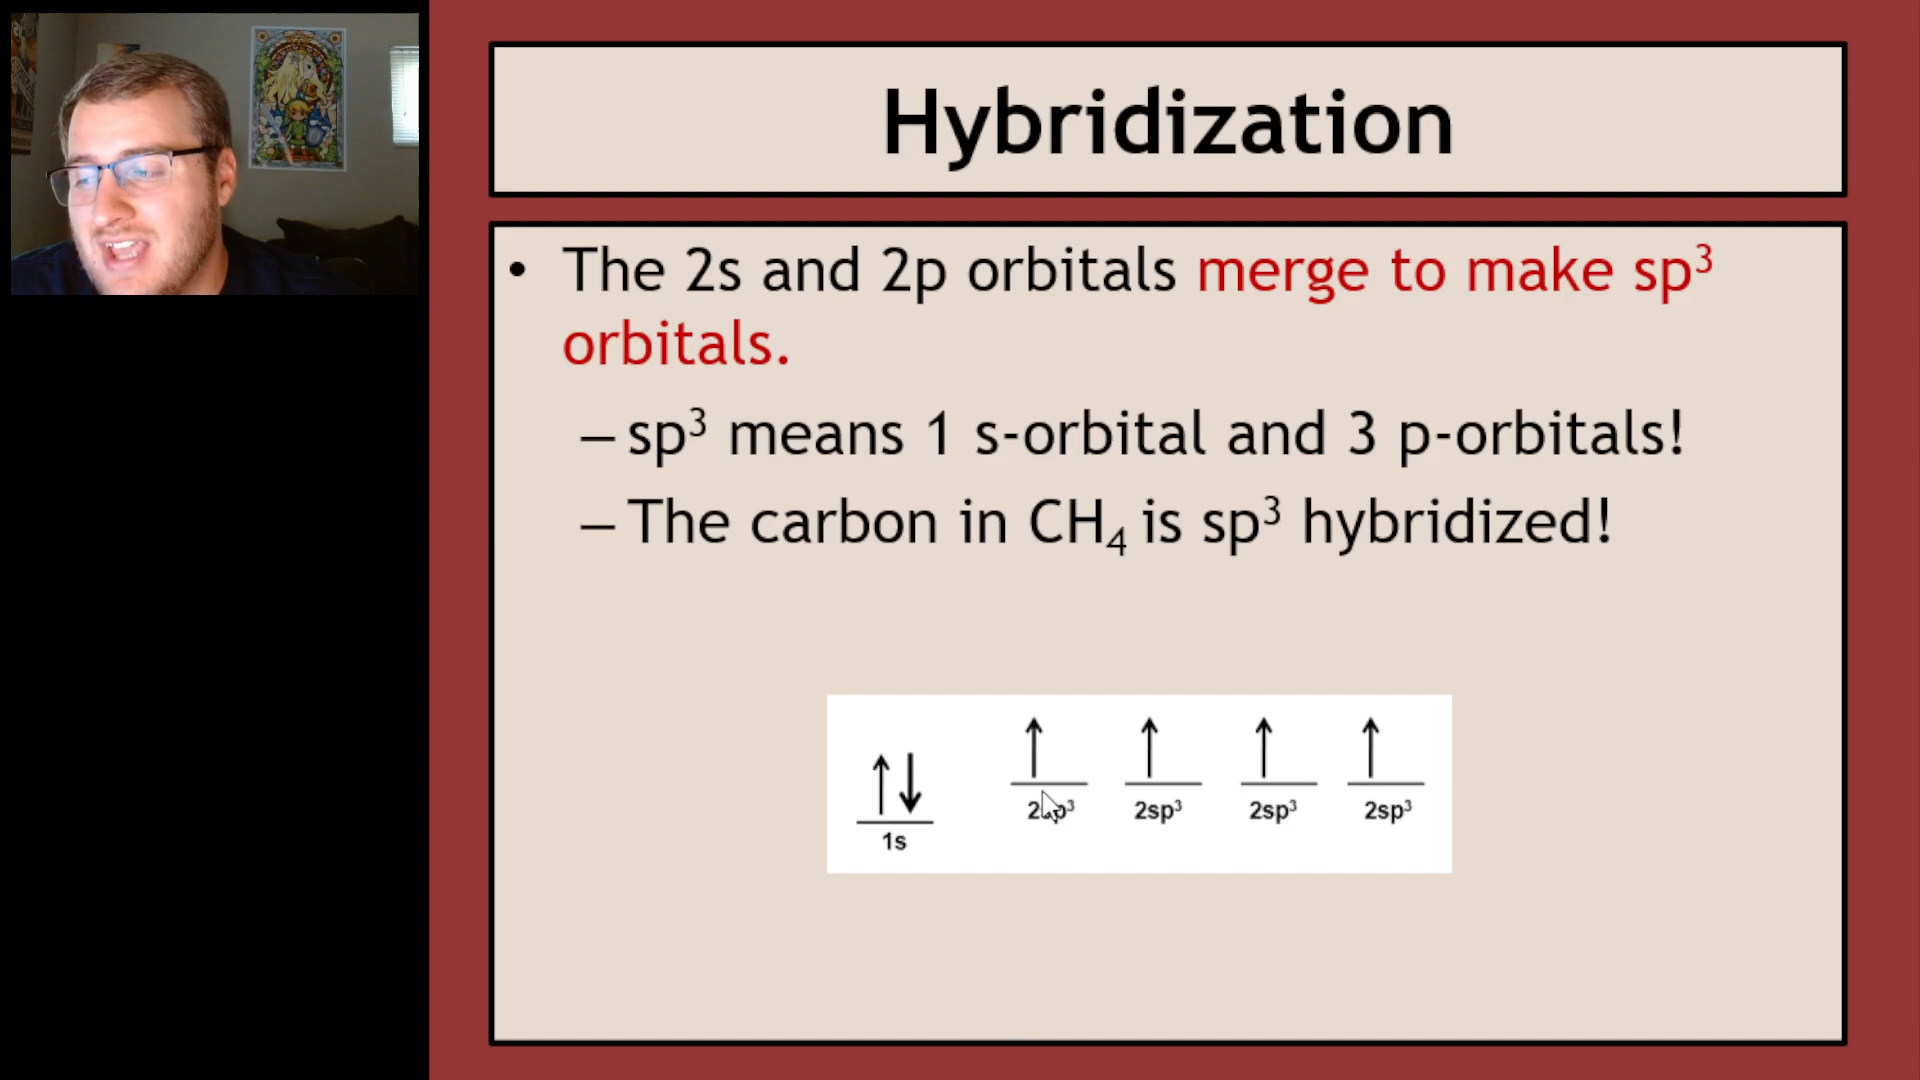 Hybridization
• The 2s and 2p orbitals merge to make sp³
orbitals.
– sp³ means 1 s-orbital and 3 p-orbitals!
– The carbon in CH₄ is sp³ hybridized!
2sp³ 2sp³ 2sp³
1s